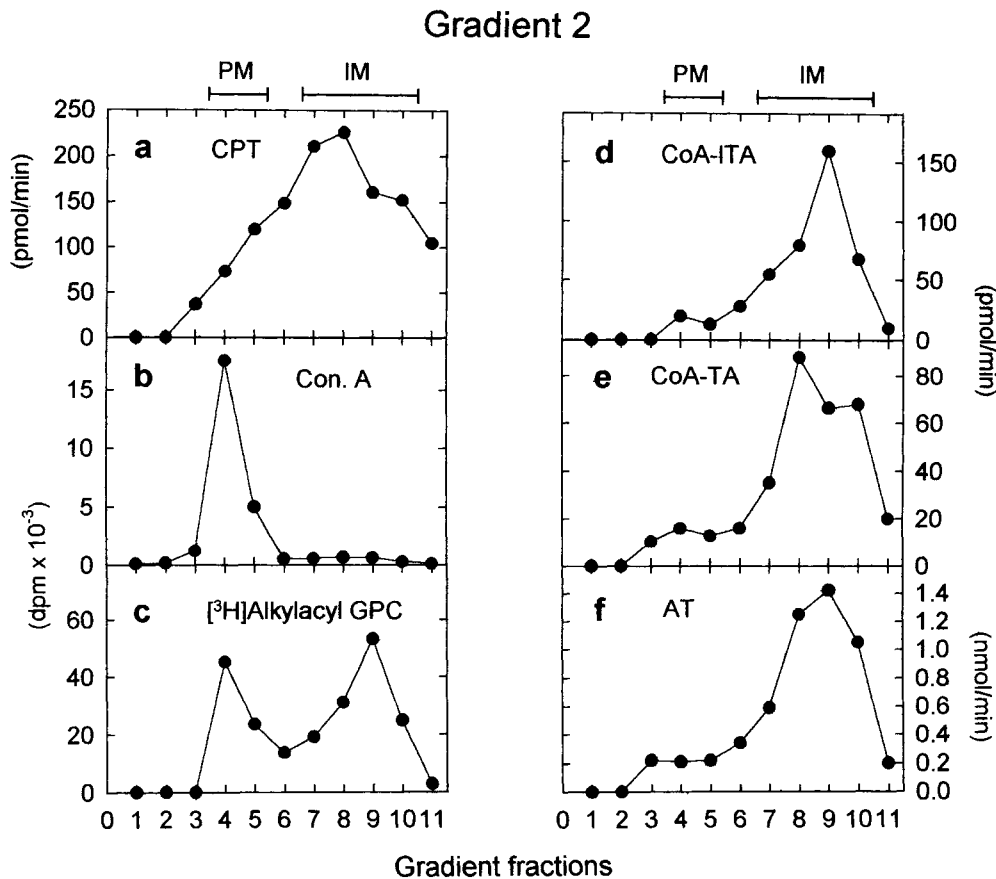 Gradient 2
PM IM
PM IM
a CPT
250
200
150
100
50
0
(pmol/min)
b Con. A
15
10
5
0
(dpm x 10⁻³)
c [³H]Alkylacyl GPC
60
40
20
0
0 1 2 3 4 5 6 7 8 9 10 11
d CoA-ITA
150
100
50
0
(pmol/min)
e CoA-TA
80
60
40
20
0
f AT
1.4
1.2
1.0
0.8
0.6
0.4
0.2
0.0
(nmol/min)
0 1 2 3 4 5 6 7 8 9 10 11
Gradient fractions